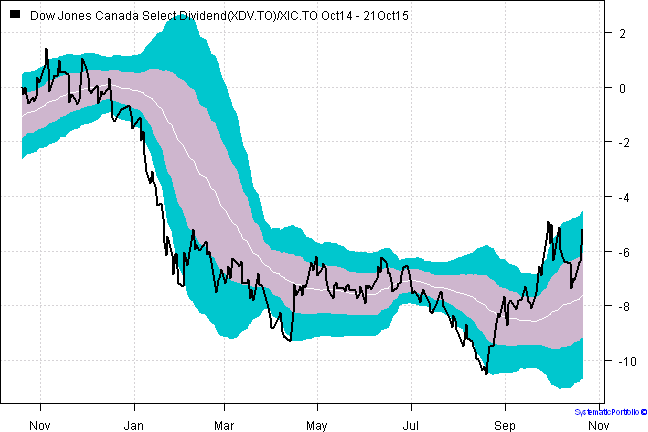 Dow Jones Canada Select Dividend(XDV.TO)/XIC.TO Oct14 - 21Oct15
2
0
-2
-4
-6
-8
-10
Nov Jan Mar May Jul Sep Nov
SystematicPortfolio ©